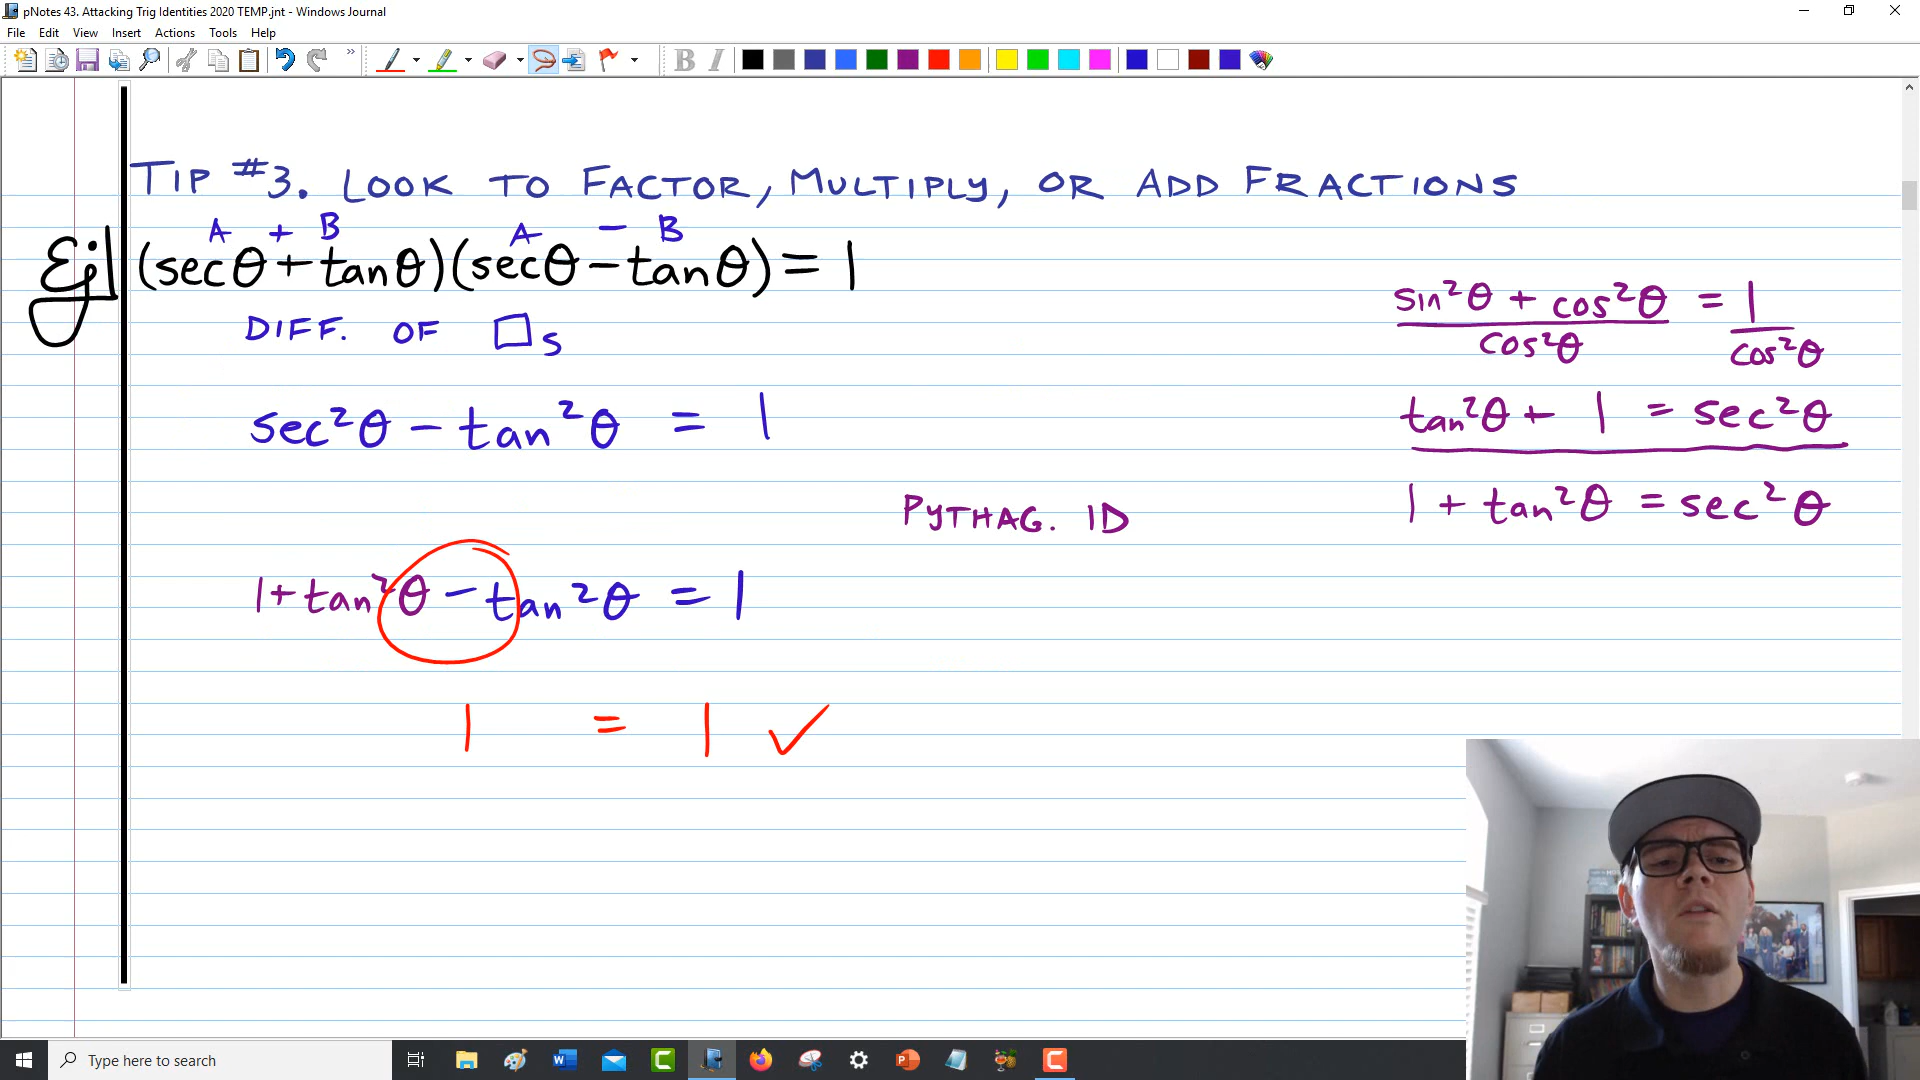 pNotes 43. Attacking Trig Identities 2020 TEMP.jnt - Windows Journal
File Edit View Insert Actions Tools Help
B I
TIP #3. LOOK TO FACTOR, MULTIPLY, OR ADD FRACTIONS
A + B A - B
Ej (secθ+tanθ)(secθ-tanθ)=1
DIFF. OF □s
sec²θ - tan²θ = 1
1+tan²θ - tan²θ = 1
1 = 1 ✓
PYTHAG. ID
sin²θ + cos²θ = 1
cos²θ cos²θ
tan²θ + 1 = sec²θ
1 + tan²θ = sec²θ
Type here to search